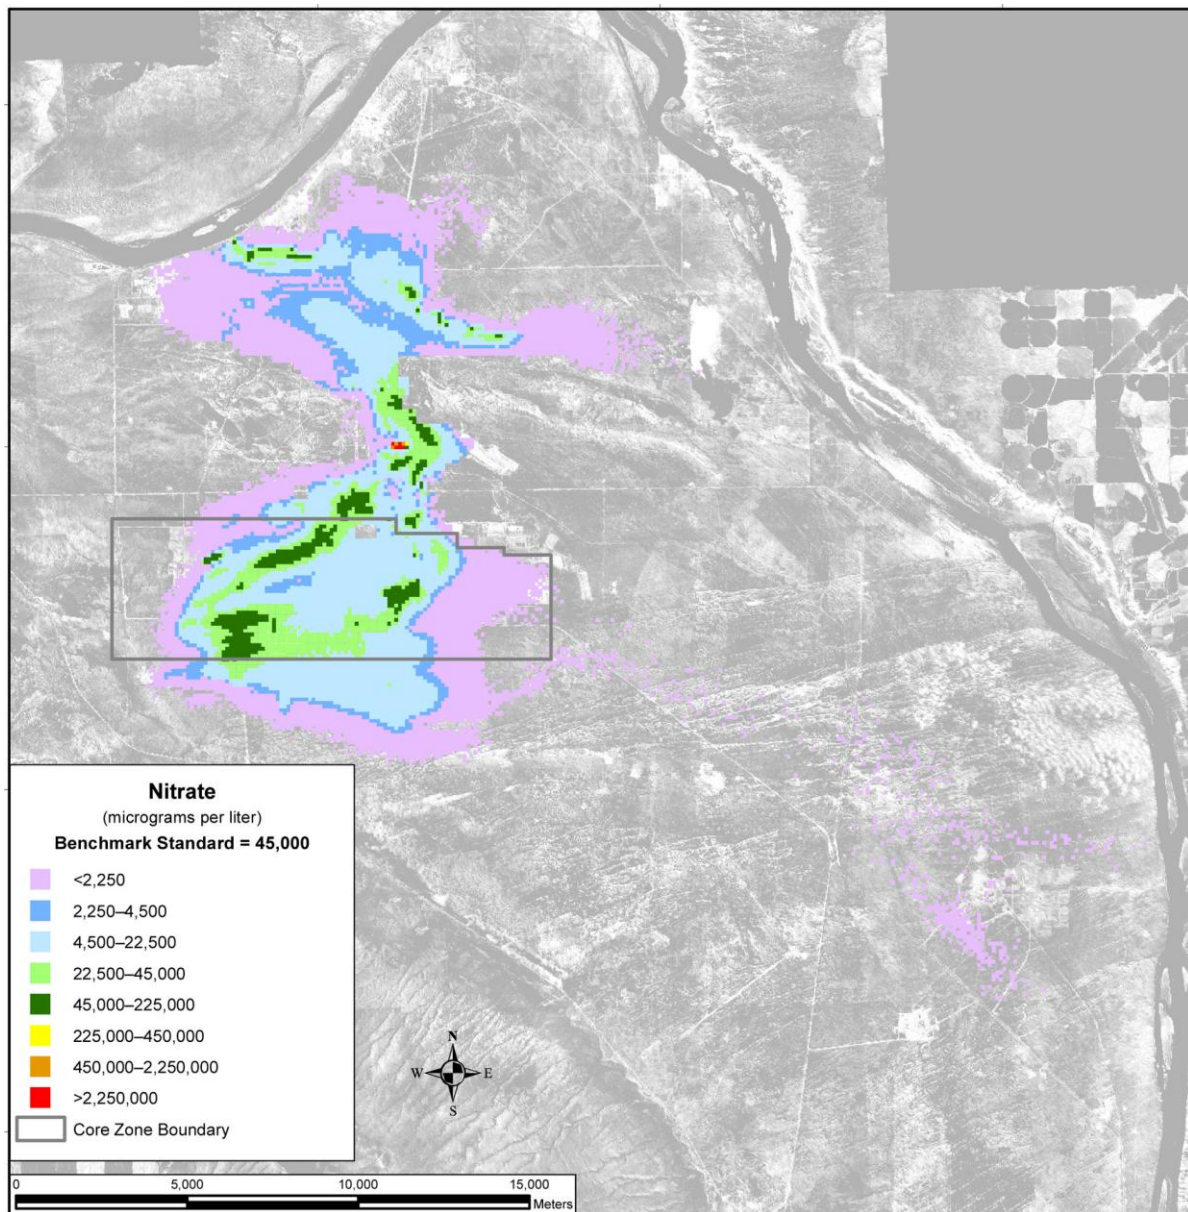 Nitrate
(micrograms per liter)
Benchmark Standard = 45,000
<2,250
2,250–4,500
4,500–22,500
22,500–45,000
45,000–225,000
225,000–450,000
450,000–2,250,000
>2,250,000
Core Zone Boundary
N
W E
S
0 5,000 10,000 15,000
Meters